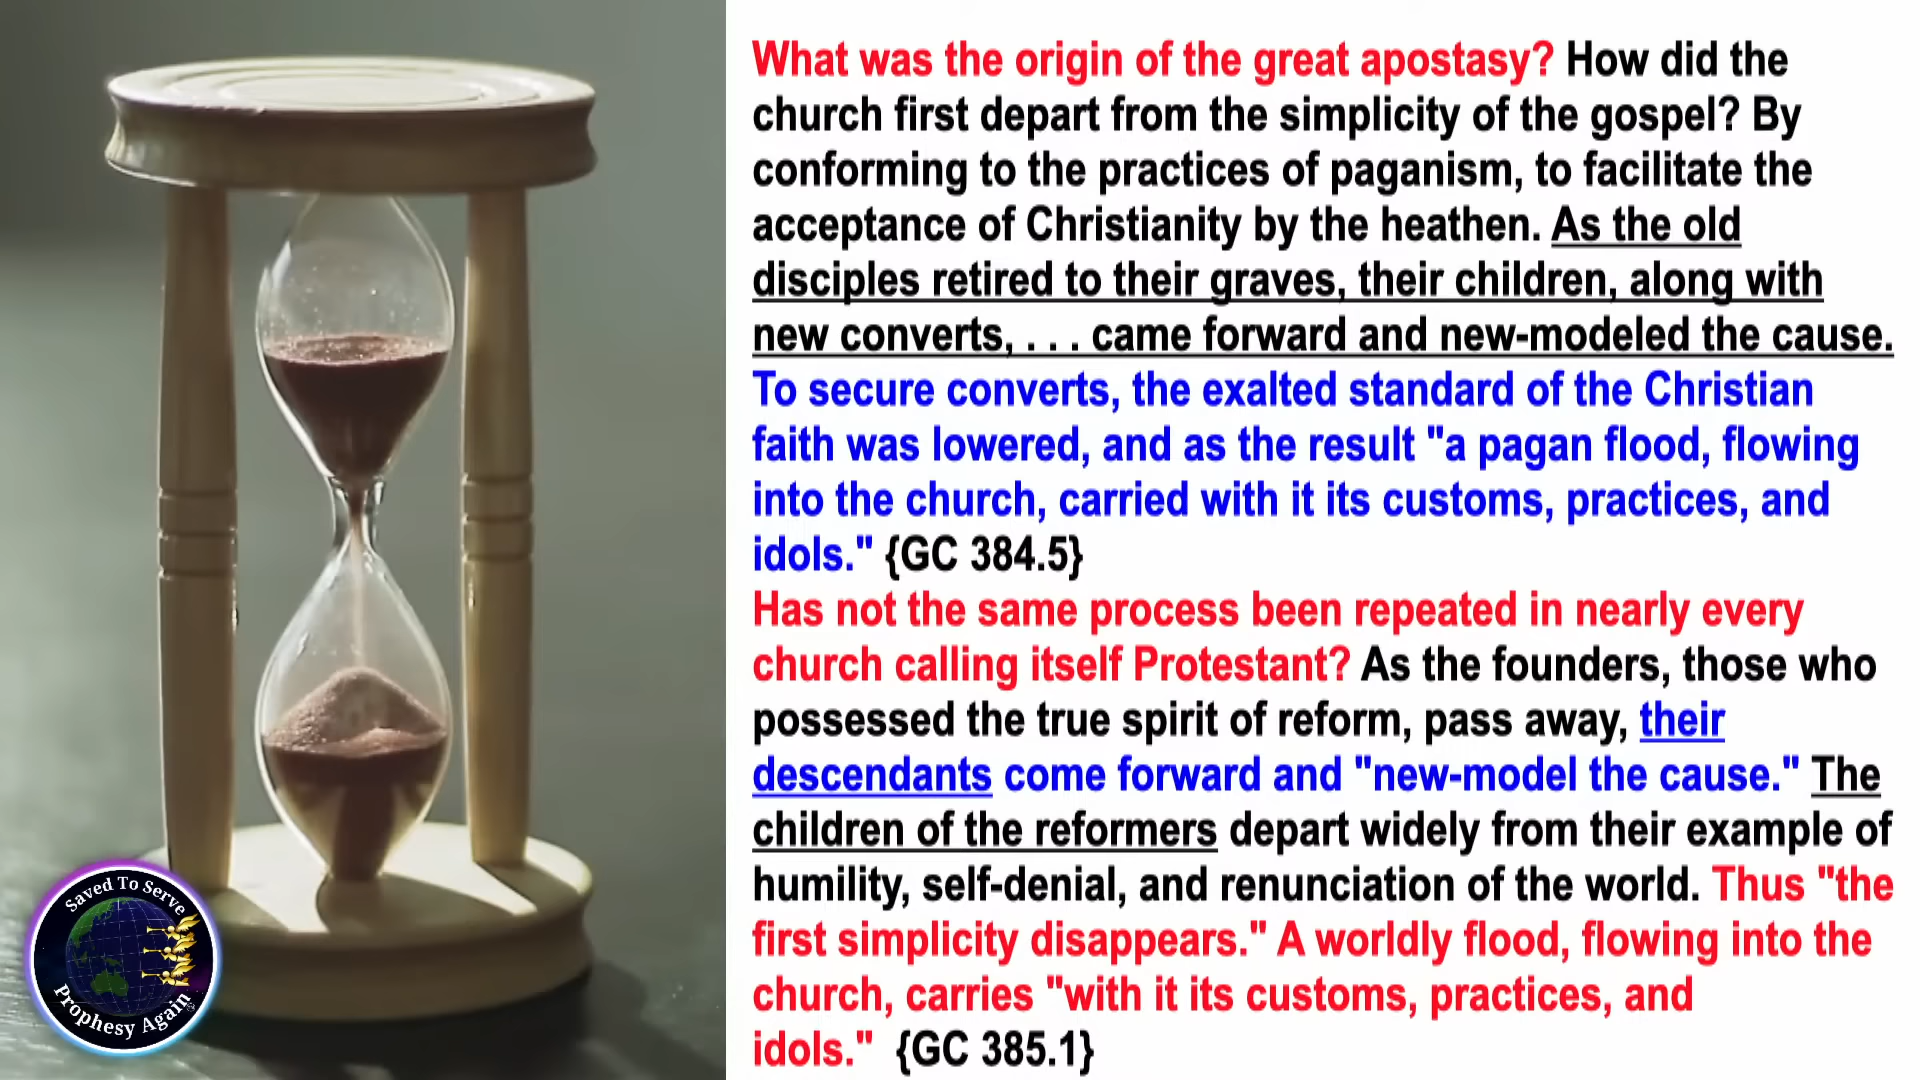 What was the origin of the great apostasy? How did the
church first depart from the simplicity of the gospel? By
conforming to the practices of paganism, to facilitate the
acceptance of Christianity by the heathen. As the old
disciples retired to their graves, their children, along with
new converts, . . . came forward and new-modeled the cause.
To secure converts, the exalted standard of the Christian
faith was lowered, and as the result "a pagan flood, flowing
into the church, carried with it its customs, practices, and
idols." {GC 384.5}
Has not the same process been repeated in nearly every
church calling itself Protestant? As the founders, those who
possessed the true spirit of reform, pass away, their
descendants come forward and "new-model the cause." The
children of the reformers depart widely from their example of
humility, self-denial, and renunciation of the world. Thus "the
first simplicity disappears." A worldly flood, flowing into the
church, carries "with it its customs, practices, and
idols."  {GC 385.1}
Saved To Serve
Prophesy Again